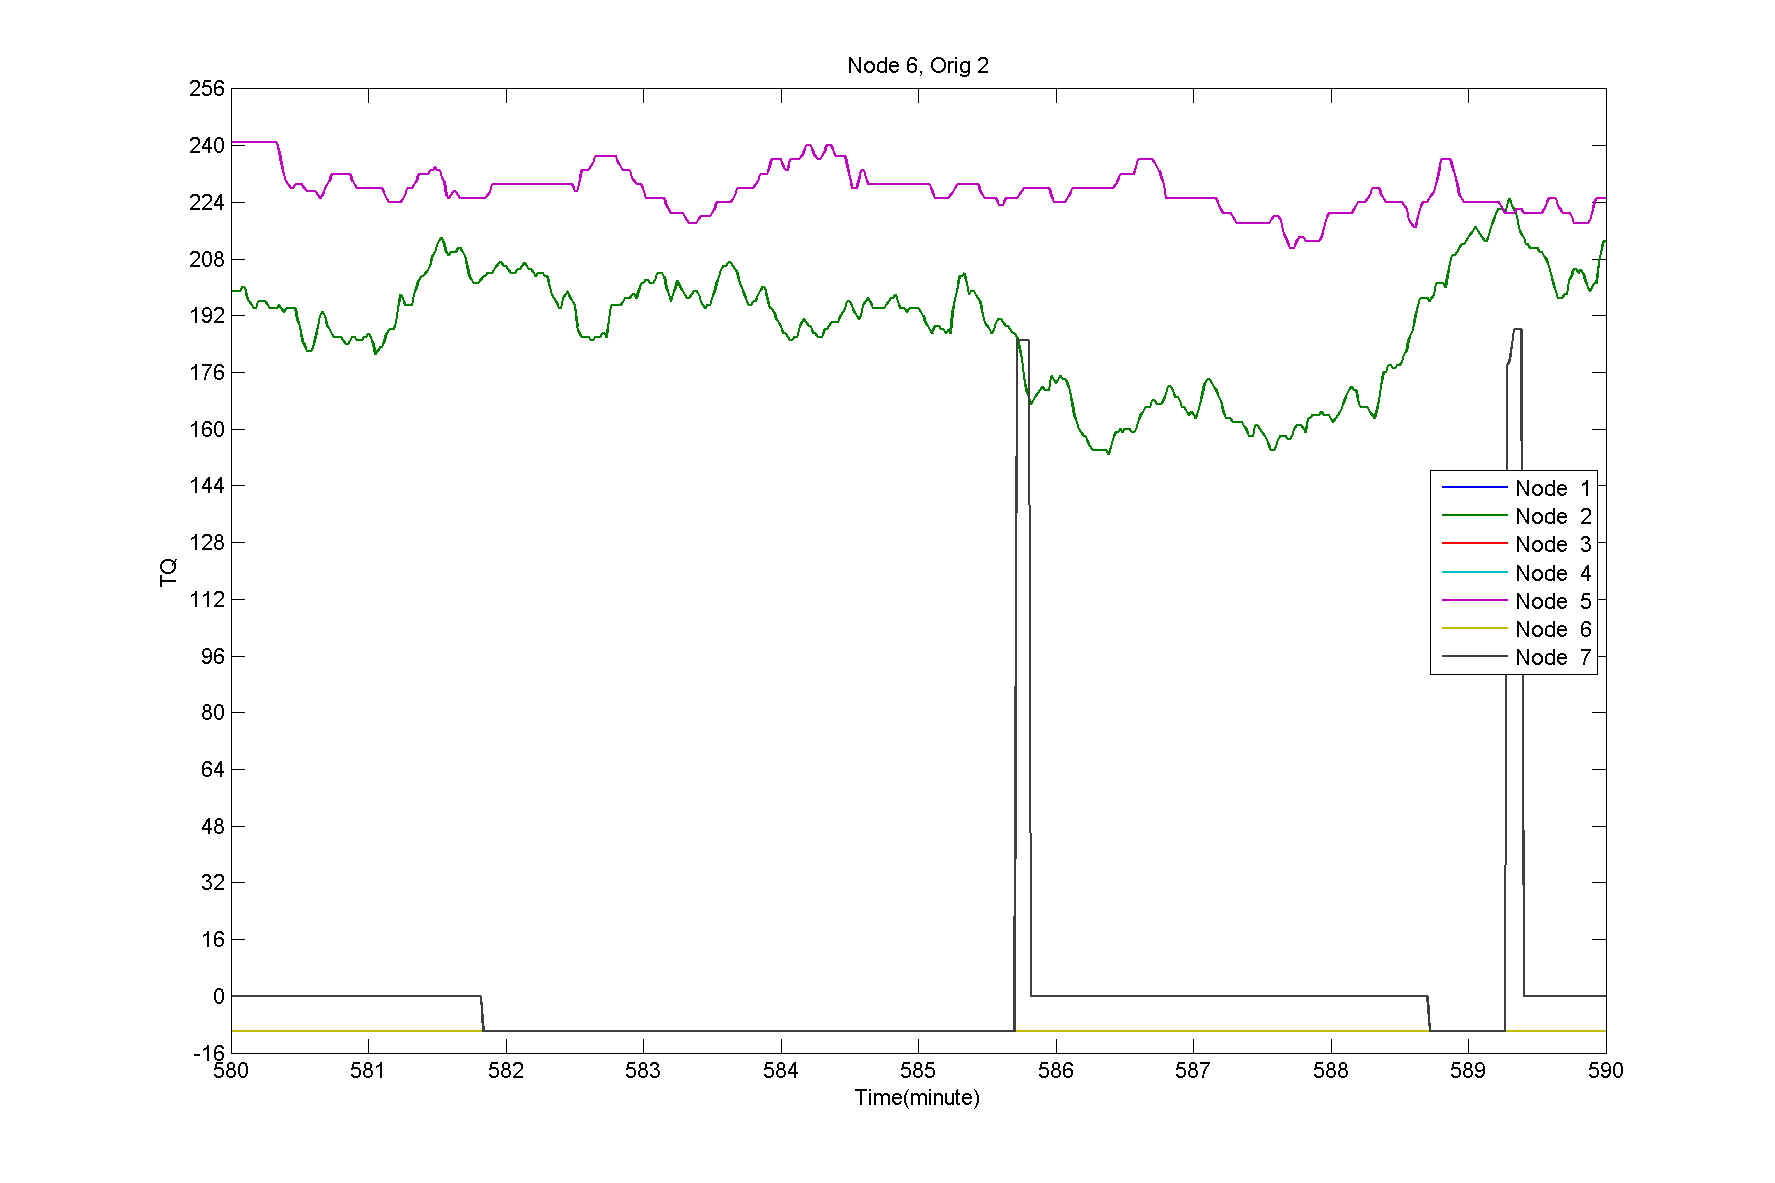 Node 6, Orig 2
256
240
224
208
192
176
160
144
128
112
96
80
64
48
32
16
0
-16
TQ
Node 1
Node 2
Node 3
Node 4
Node 5
Node 6
Node 7
580 581 582 583 584 585 586 587 588 589 590
Time(minute)